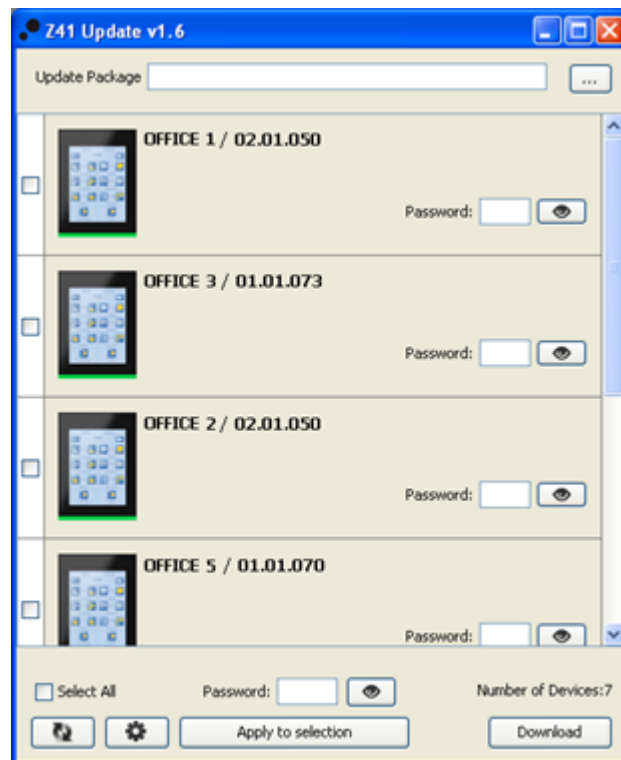 Z41 Update v1.6
Update Package ...
OFFICE 1 / 02.01.050
Password:
OFFICE 3 / 01.01.073
Password:
OFFICE 2 / 02.01.050
Password:
OFFICE 5 / 01.01.070
Password:
Select All Password: Number of Devices:7
Apply to selection Download